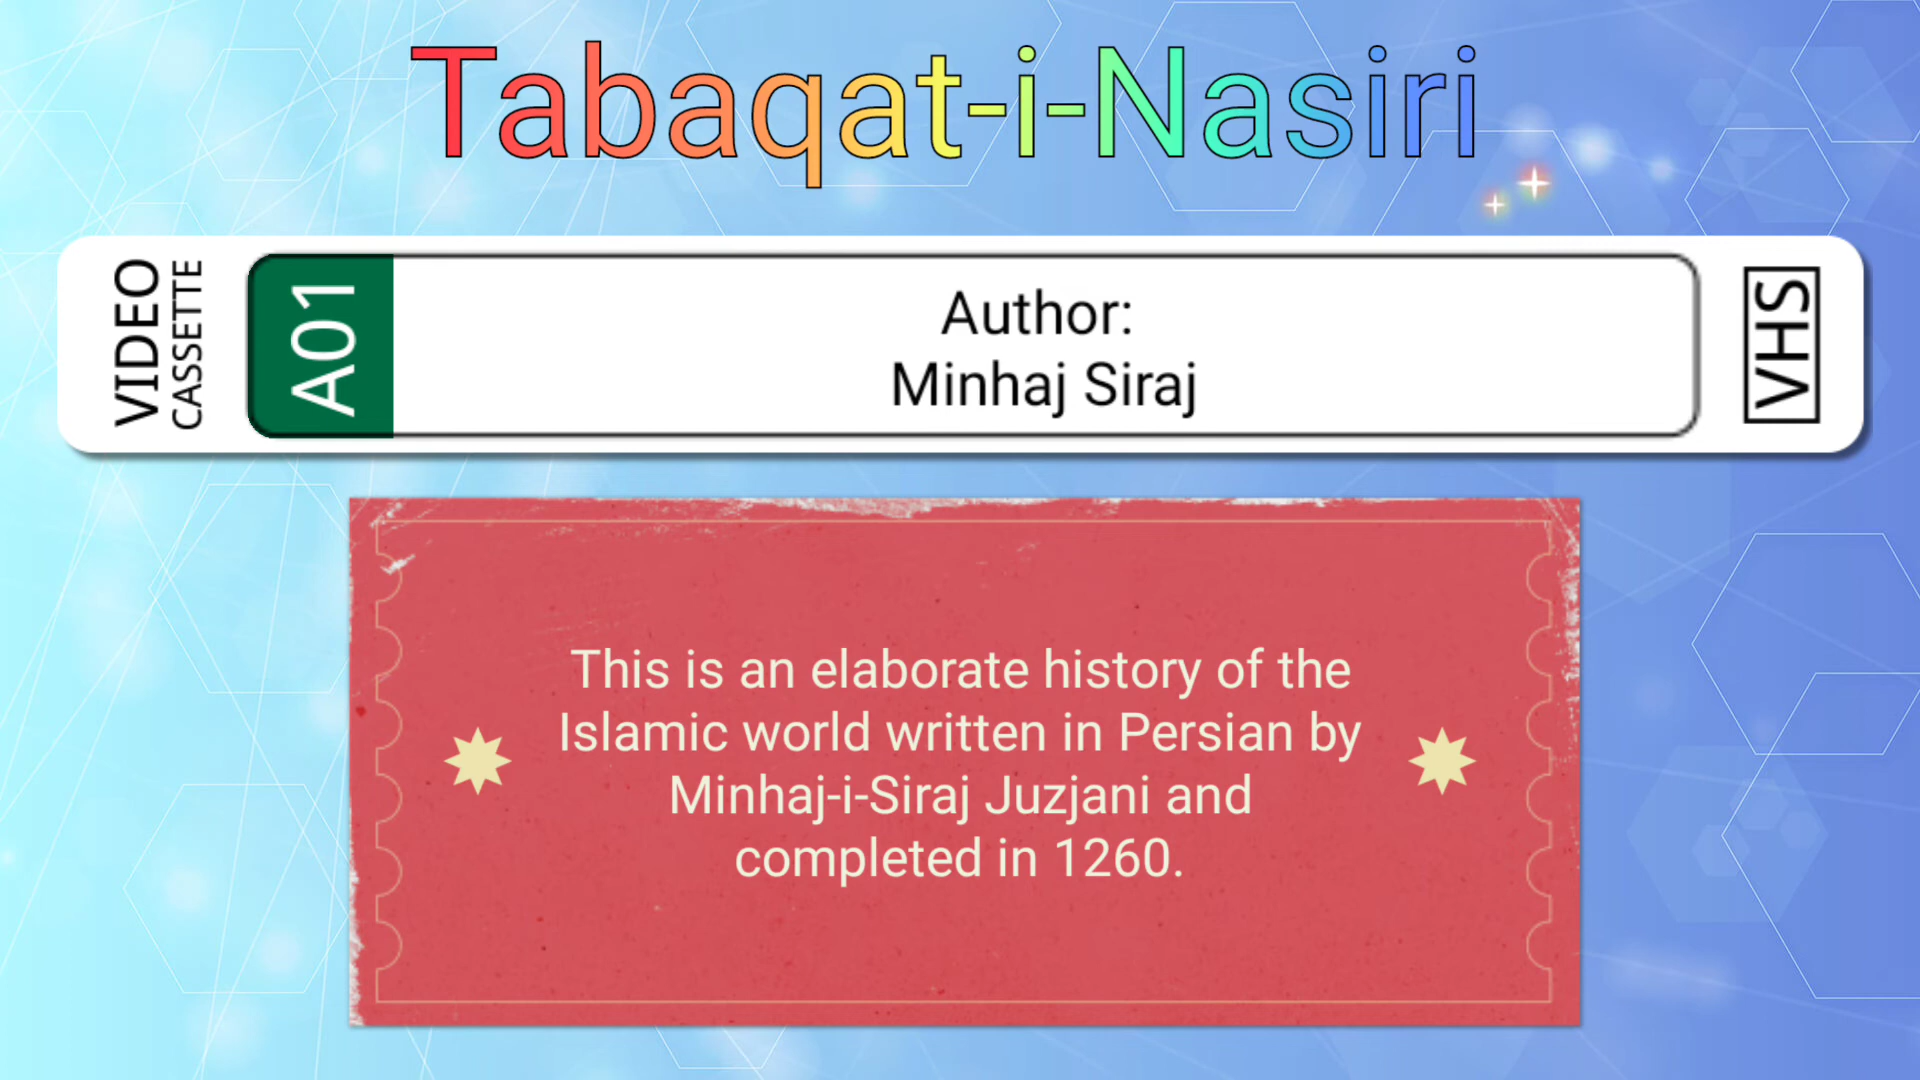 Tabaqat-i-Nasiri
VIDEO
CASSETTE
A01
Author:
Minhaj Siraj
VHS
This is an elaborate history of the
Islamic world written in Persian by
Minhaj-i-Siraj Juzjani and
completed in 1260.